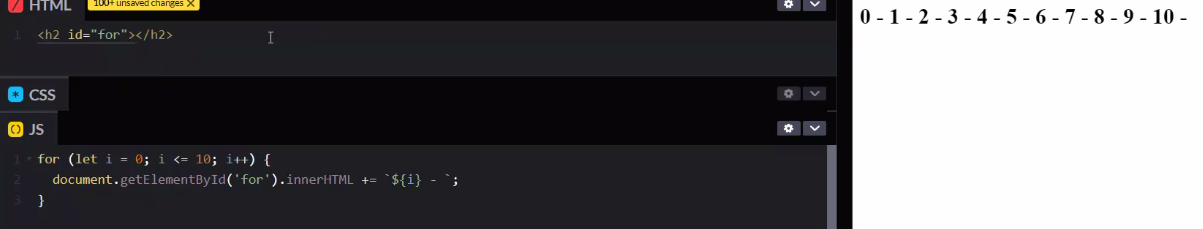 HTML
100+ unsaved changes X
1 <h2 id="for"></h2>
CSS
JS
1 for (let i = 0; i <= 10; i++) {
2 document.getElementById('for').innerHTML += `${i} - `;
3 }
0 - 1 - 2 - 3 - 4 - 5 - 6 - 7 - 8 - 9 - 10 -